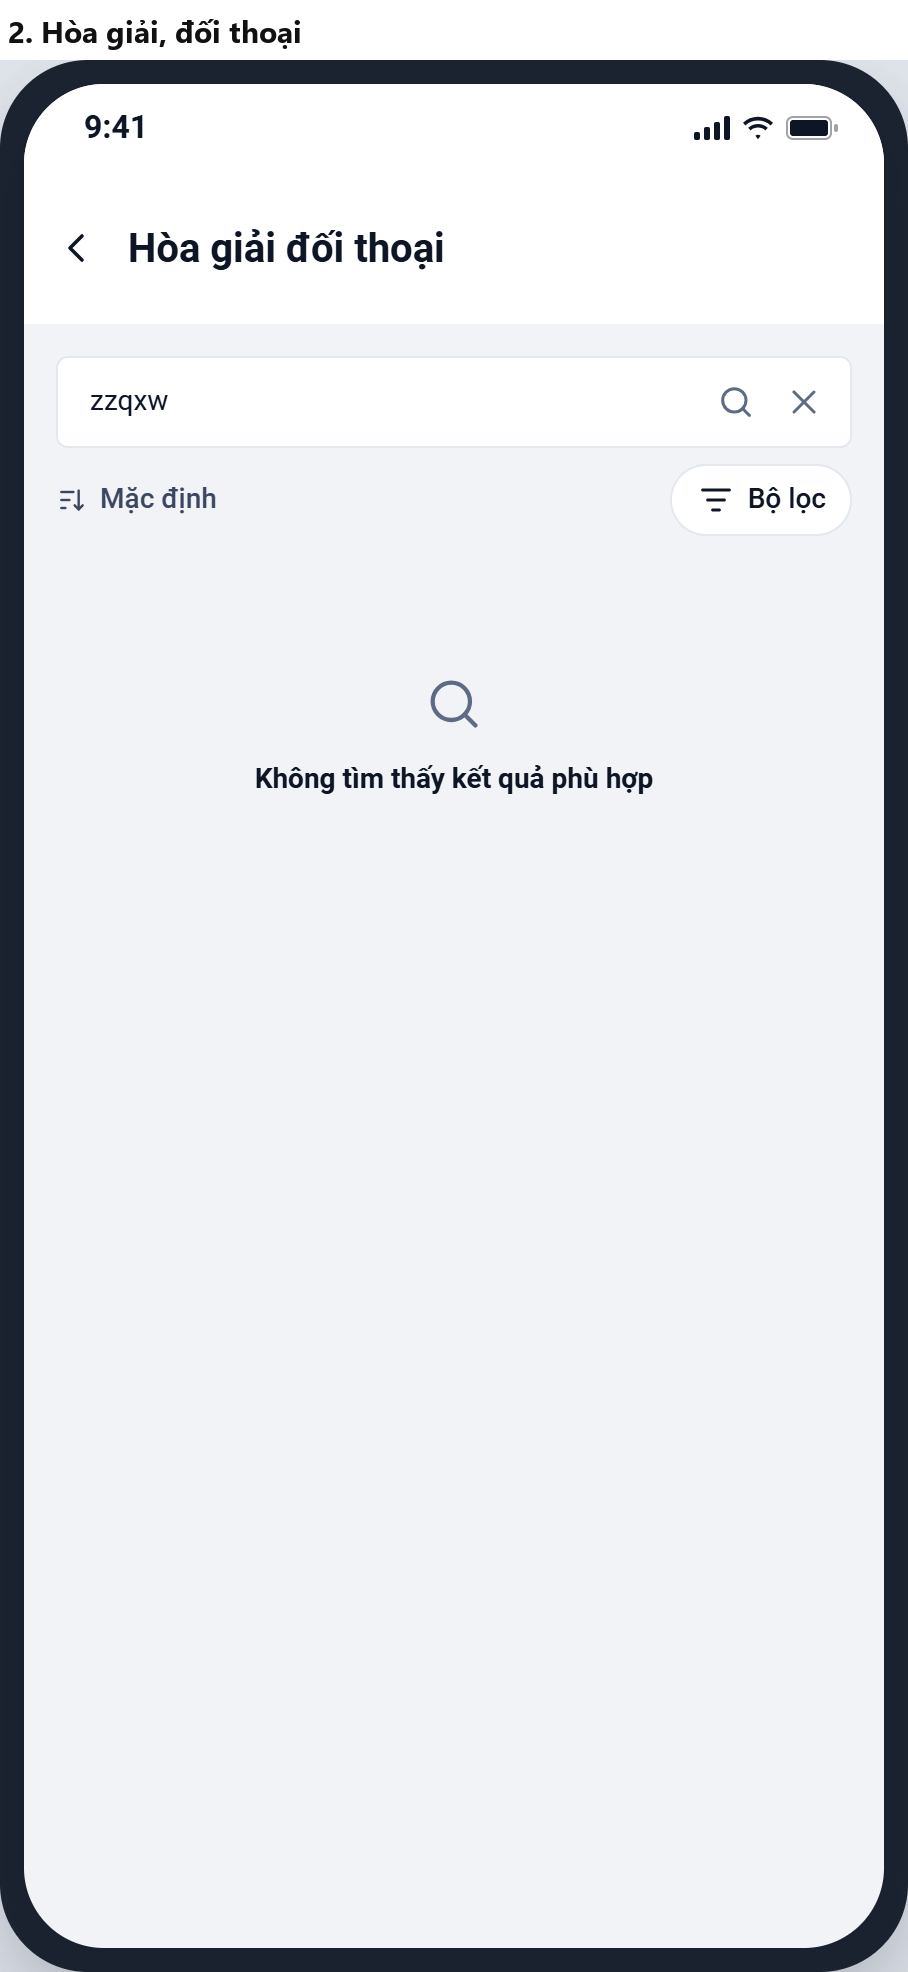 2. Hòa giải, đối thoại
9:41
Hòa giải đối thoại
zzqxw
Mặc định
Bộ lọc
Không tìm thấy kết quả phù hợp